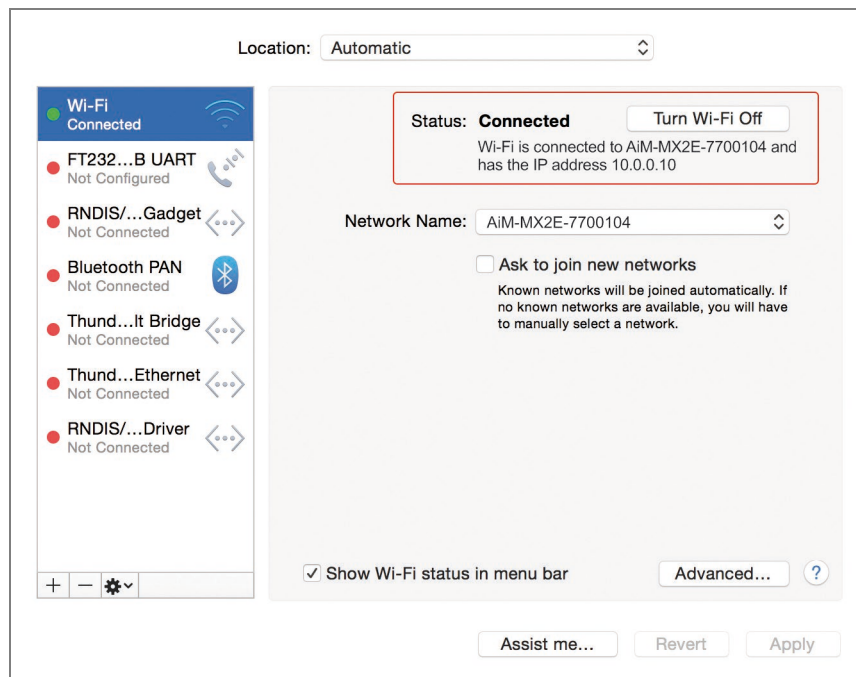 Location: Automatic
Wi-Fi
Connected
FT232...B UART
Not Configured
RNDIS/...Gadget
Not Connected
Bluetooth PAN
Not Connected
Thund...lt Bridge
Not Connected
Thund...Ethernet
Not Connected
RNDIS/...Driver
Not Connected
Status: Connected Turn Wi-Fi Off
Wi-Fi is connected to AiM-MX2E-7700104 and
has the IP address 10.0.0.10
Network Name: AiM-MX2E-7700104
Ask to join new networks
Known networks will be joined automatically. If
no known networks are available, you will have
to manually select a network.
Show Wi-Fi status in menu bar Advanced... ?
Assist me... Revert Apply